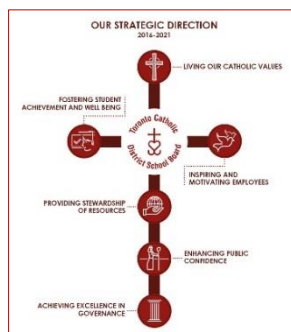 OUR STRATEGIC DIRECTION
2016-2021
LIVING OUR CATHOLIC VALUES
FOSTERING STUDENT
ACHIEVEMENT AND WELL BEING
Toronto Catholic
District School Board
INSPIRING AND
MOTIVATING EMPLOYEES
PROVIDING STEWARDSHIP
OF RESOURCES
ENHANCING PUBLIC
CONFIDENCE
ACHIEVING EXCELLENCE IN
GOVERNANCE